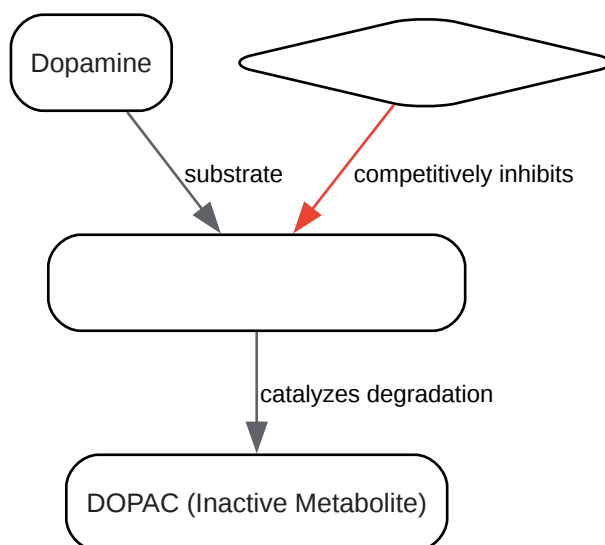 Dopamine
substrate
competitively inhibits
catalyzes degradation
DOPAC (Inactive Metabolite)